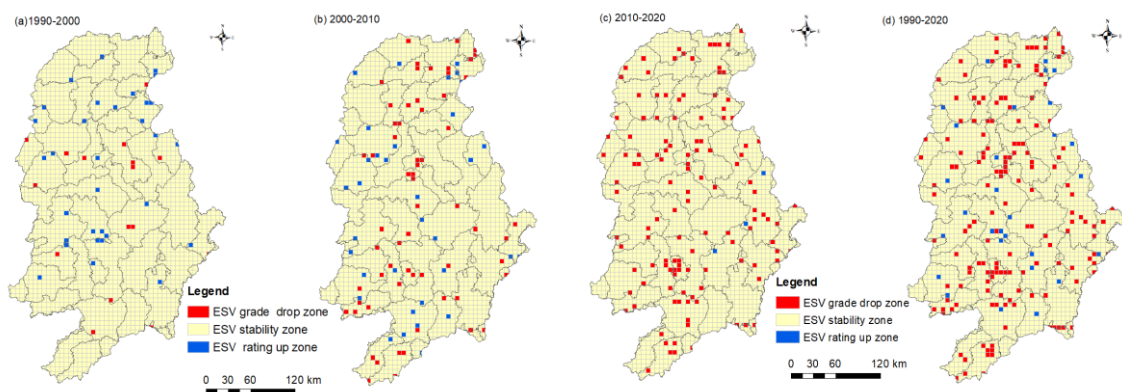 (a)1990-2000
(b) 2000-2010
(c) 2010-2020
(d) 1990-2020
N
W E
S
N
W E
S
N
W E
S
N
W E
S
Legend
ESV grade drop zone
ESV stability zone
ESV rating up zone
0 30 60 120 km
Legend
ESV grade drop zone
ESV stability zone
ESV rating up zone
0 30 60 120 km